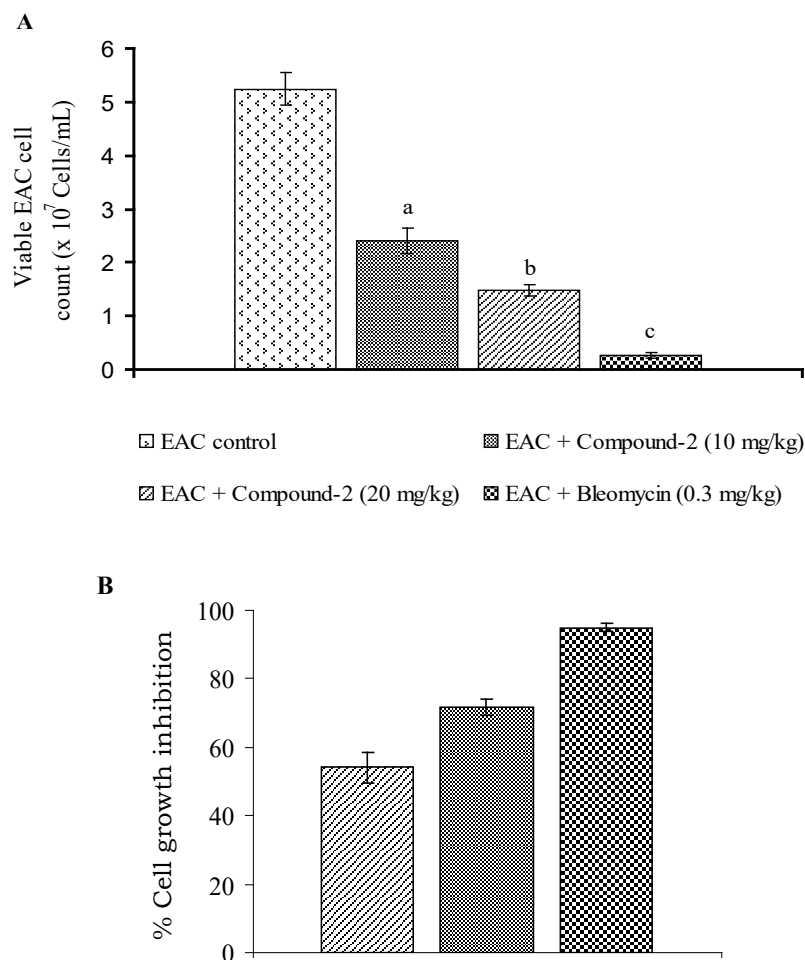 A
Viable EAC cell
count (x 10⁷ Cells/mL)
6
5
4
3
2
1
0
a
b
c
EAC control
EAC + Compound-2 (10 mg/kg)
EAC + Compound-2 (20 mg/kg)
EAC + Bleomycin (0.3 mg/kg)
B
% Cell growth inhibition
100
80
60
40
20
0